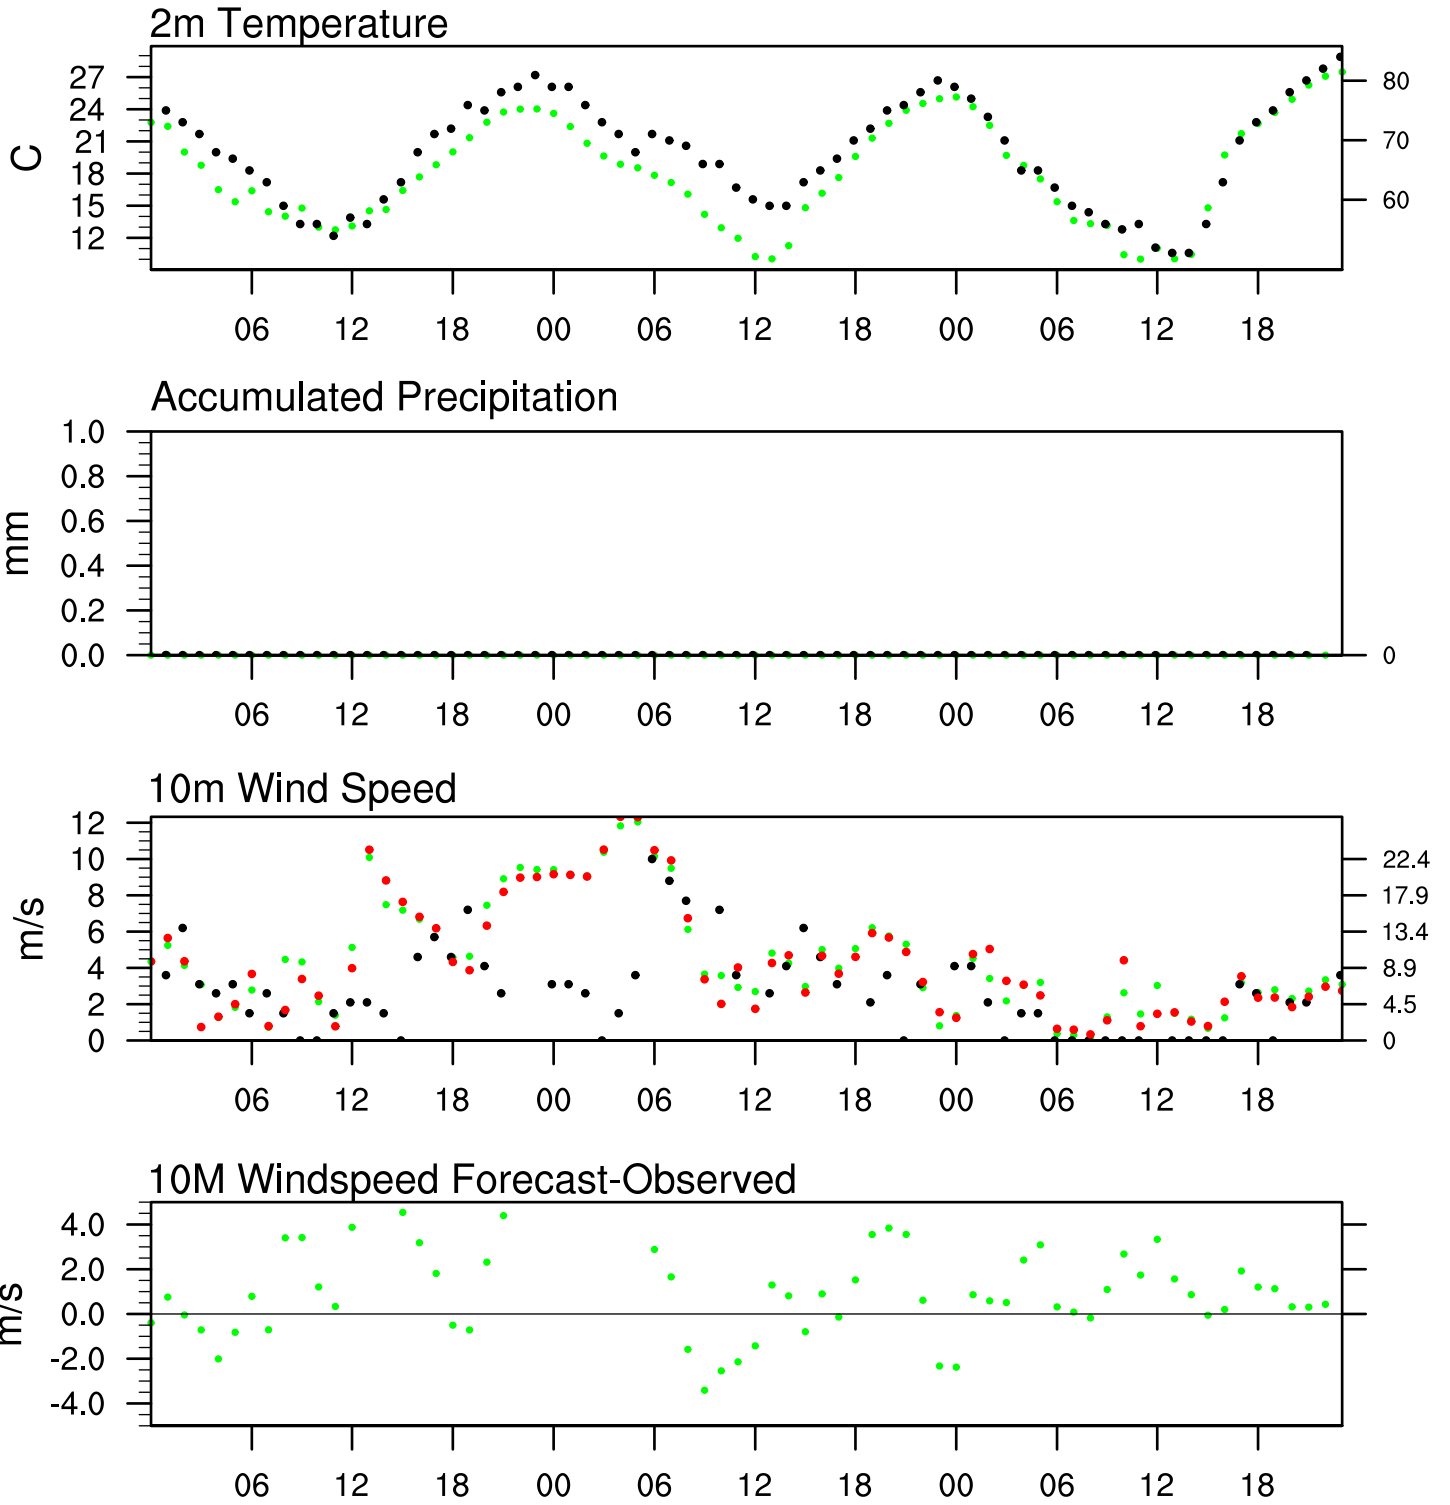 2m Temperature
27
24
21
18
15
12
C
80
70
60
06 12 18 00 06 12 18 00 06 12 18
Accumulated Precipitation
1.0
0.8
0.6
0.4
0.2
0.0
mm
0
06 12 18 00 06 12 18 00 06 12 18
10m Wind Speed
12
10
8
6
4
2
0
m/s
22.4
17.9
13.4
8.9
4.5
0
06 12 18 00 06 12 18 00 06 12 18
10M Windspeed Forecast-Observed
4.0
2.0
0.0
-2.0
-4.0
m/s
06 12 18 00 06 12 18 00 06 12 18